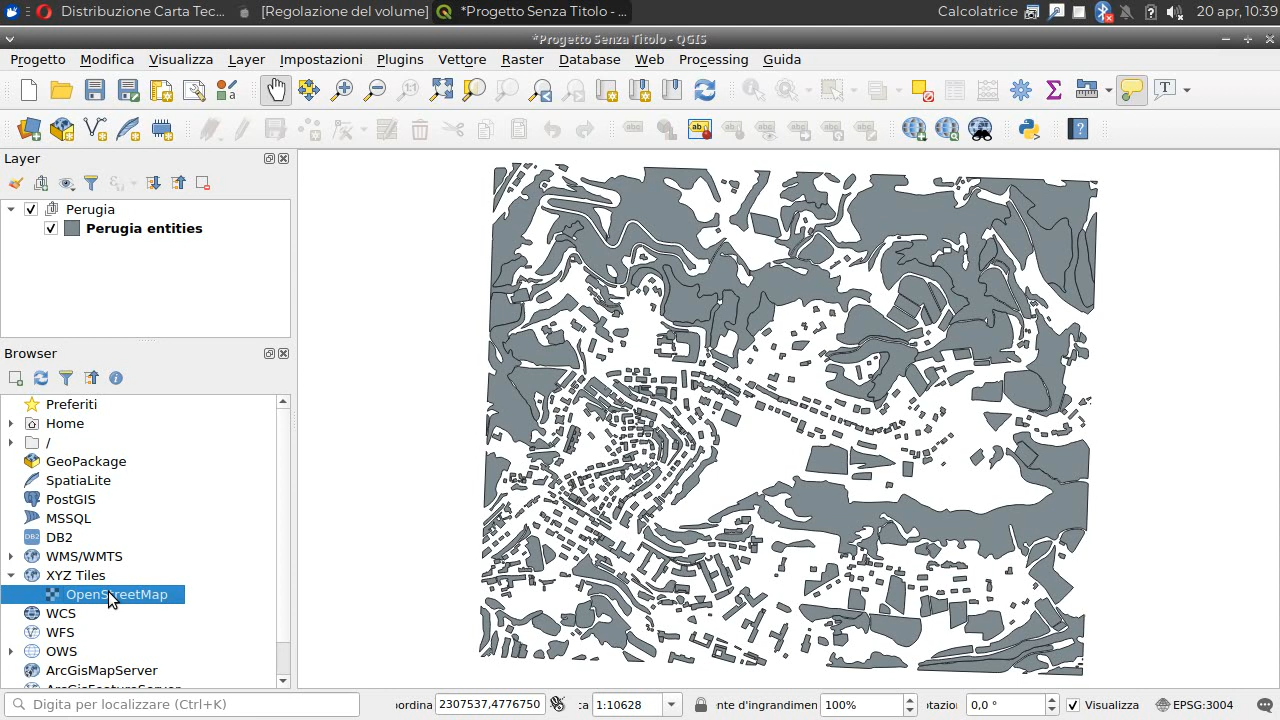 Distribuzione Carta Tec...
[Regolazione del volume]
*Progetto Senza Titolo - ...
Calcolatrice
20 apr, 10:39
*Progetto Senza Titolo - QGIS
Progetto
Modifica
Visualizza
Layer
Impostazioni
Plugins
Vettore
Raster
Database
Web
Processing
Guida
Layer
Perugia
Perugia entities
Browser
Preferiti
Home
/
GeoPackage
SpatiaLite
PostGIS
MSSQL
DB2
WMS/WMTS
XYZ Tiles
OpenStreetMap
WCS
WFS
OWS
ArcGisMapServer
ArcGisFeatureServer
Digita per localizzare (Ctrl+K)
oordina
2307537,4776750
1:10628
nte d'ingrandimen
100%
otazio
0,0 °
Visualizza
EPSG:3004